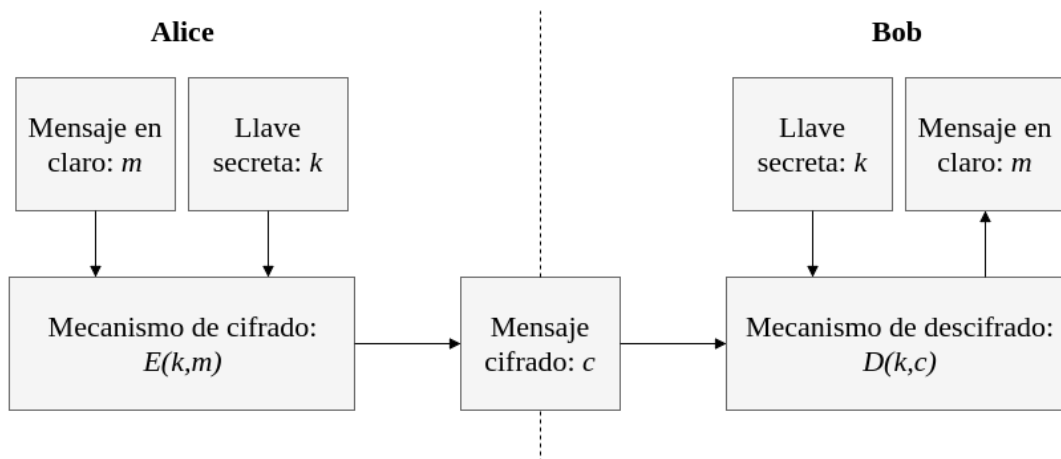 Alice
Bob
Mensaje en
claro: m
Llave
secreta: k
Llave
secreta: k
Mensaje en
claro: m
Mecanismo de cifrado:
E(k,m)
Mensaje
cifrado: c
Mecanismo de descifrado:
D(k,c)